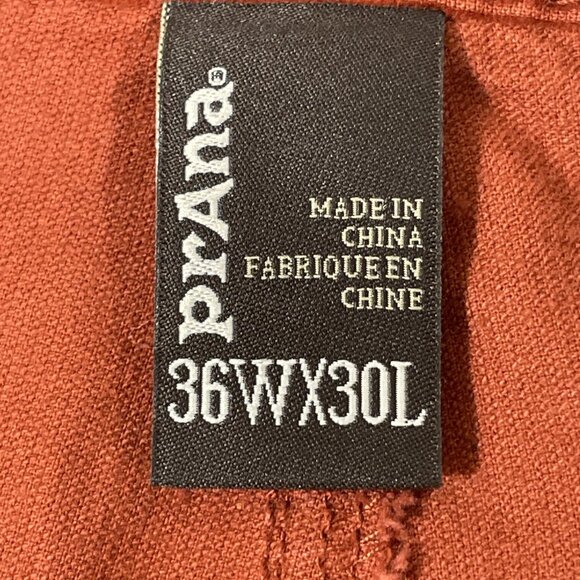 prAna®
MADE IN
CHINA
FABRIQUE EN
CHINE
36WX30L